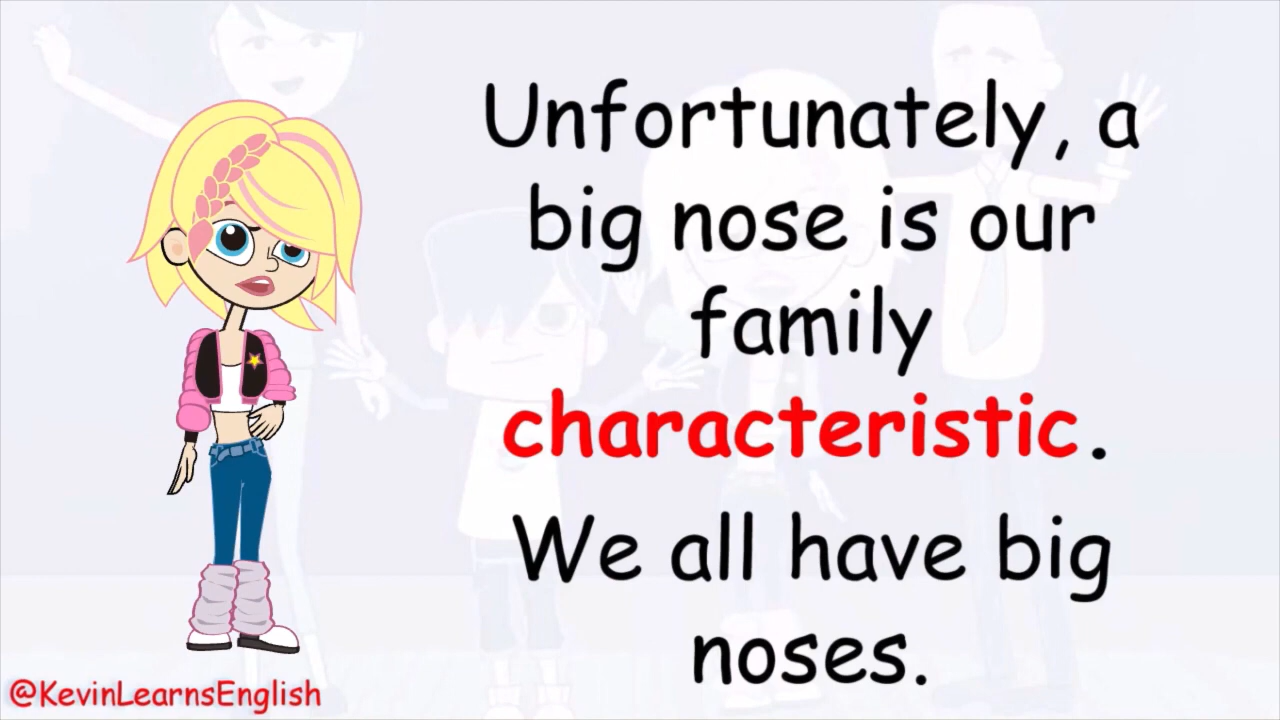 Unfortunately, a
big nose is our
family
characteristic.
We all have big
noses.
@KevinLearnsEnglish